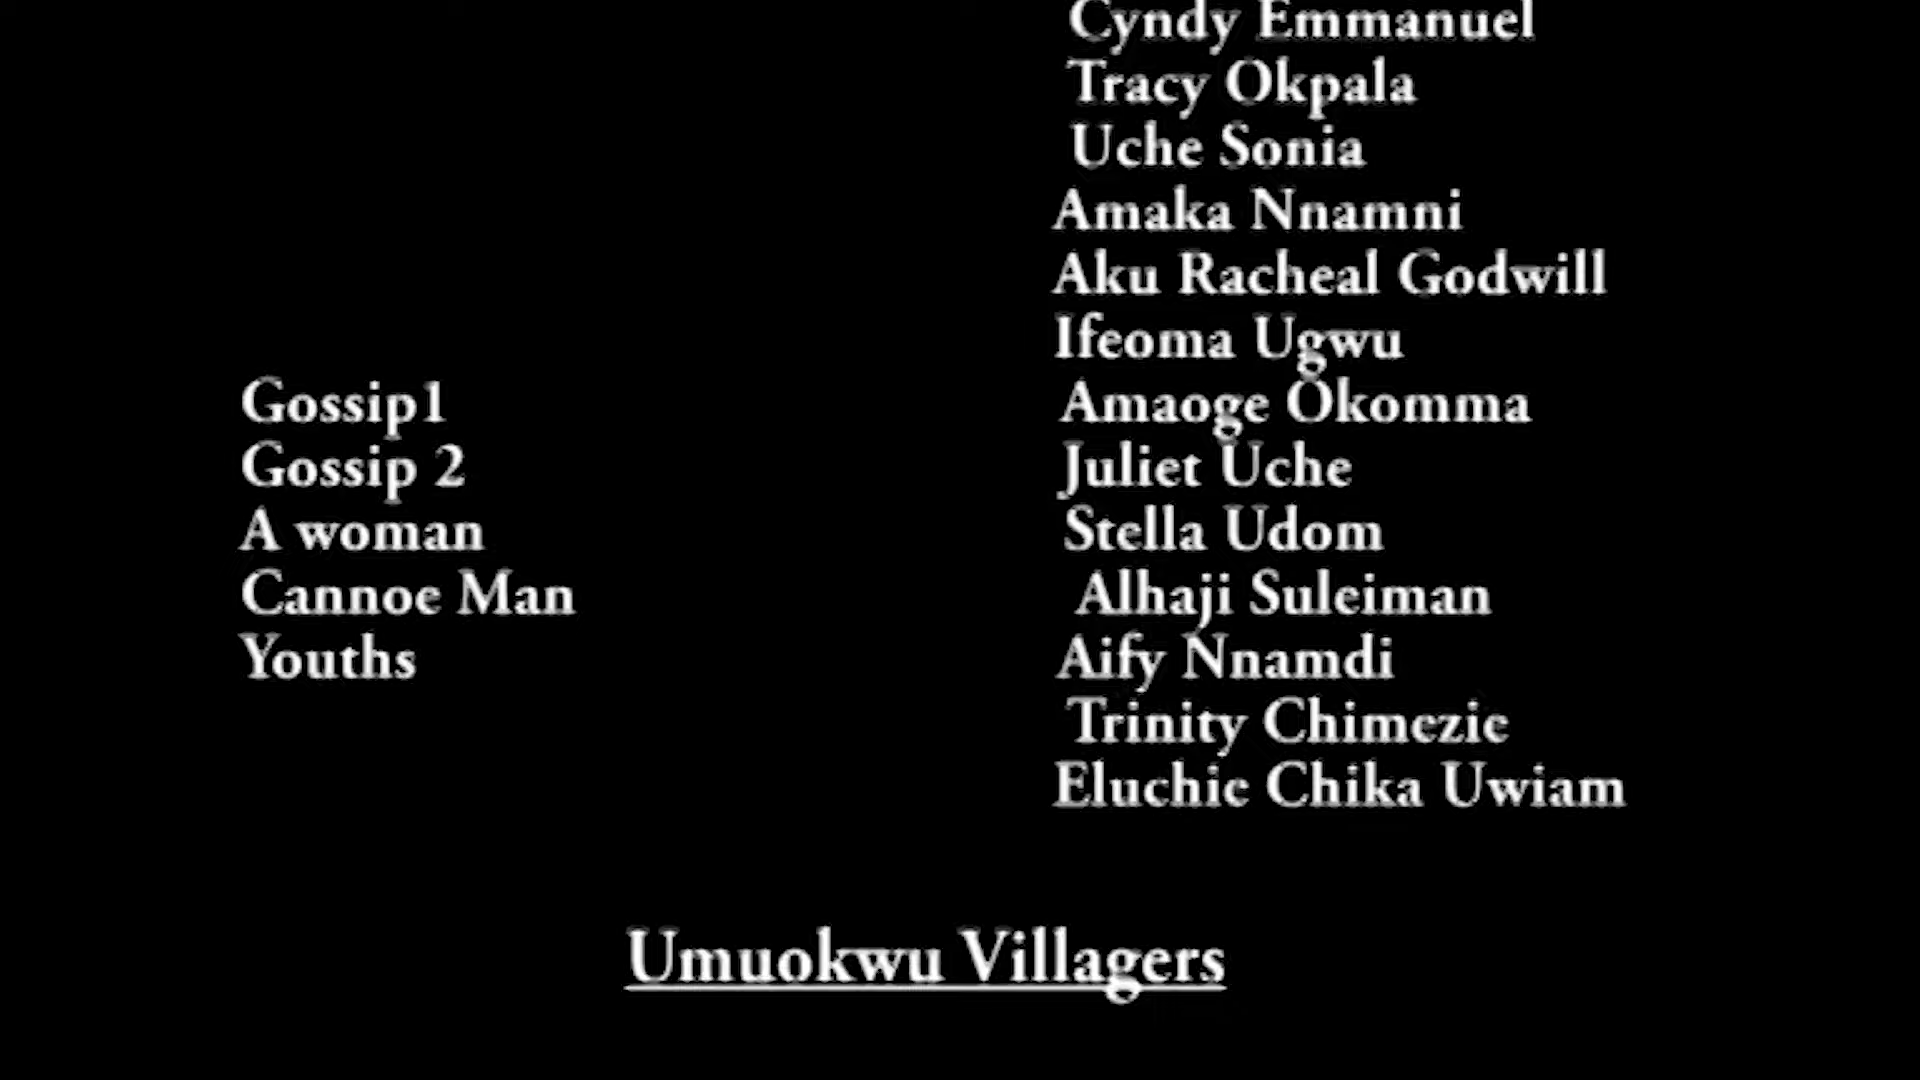 Cyndy Emmanuel
Tracy Okpala
Uche Sonia
Amaka Nnamni
Aku Racheal Godwill
Ifeoma Ugwu
Gossip1 Amaoge Okomma
Gossip 2 Juliet Uche
A woman Stella Udom
Cannoe Man Alhaji Suleiman
Youths Aify Nnamdi
Trinity Chimezie
Eluchie Chika Uwiam
Umuokwu Villagers